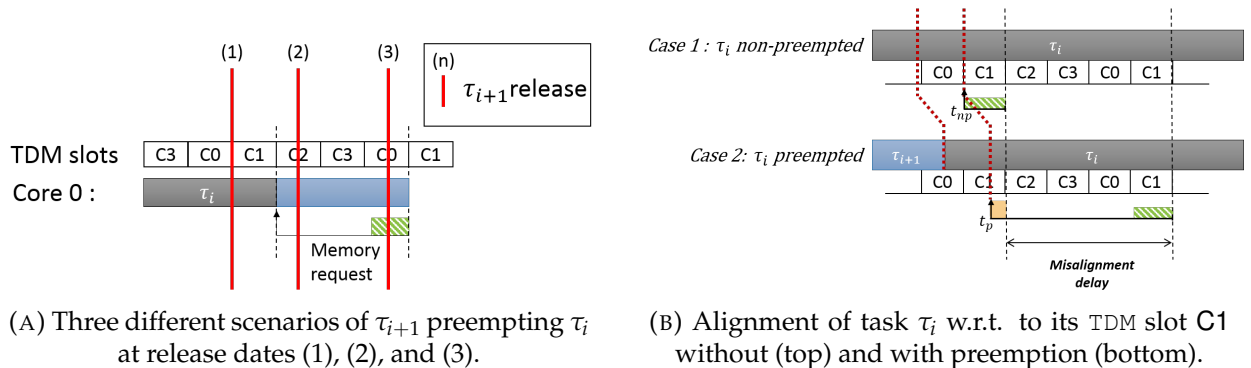 (1) (2) (3)
(n)
τi+1 release
TDM slots C3 C0 C1 C2 C3 C0 C1
Core 0 : τi
Memory
request
(A) Three different scenarios of τi+1 preempting τi
at release dates (1), (2), and (3).
Case 1 : τi non-preempted τi
C0 C1 C2 C3 C0 C1
tnp
Case 2: τi preempted τi+1 τi
C0 C1 C2 C3 C0 C1
tp
Misalignment
delay
(B) Alignment of task τi w.r.t. to its TDM slot C1
without (top) and with preemption (bottom).